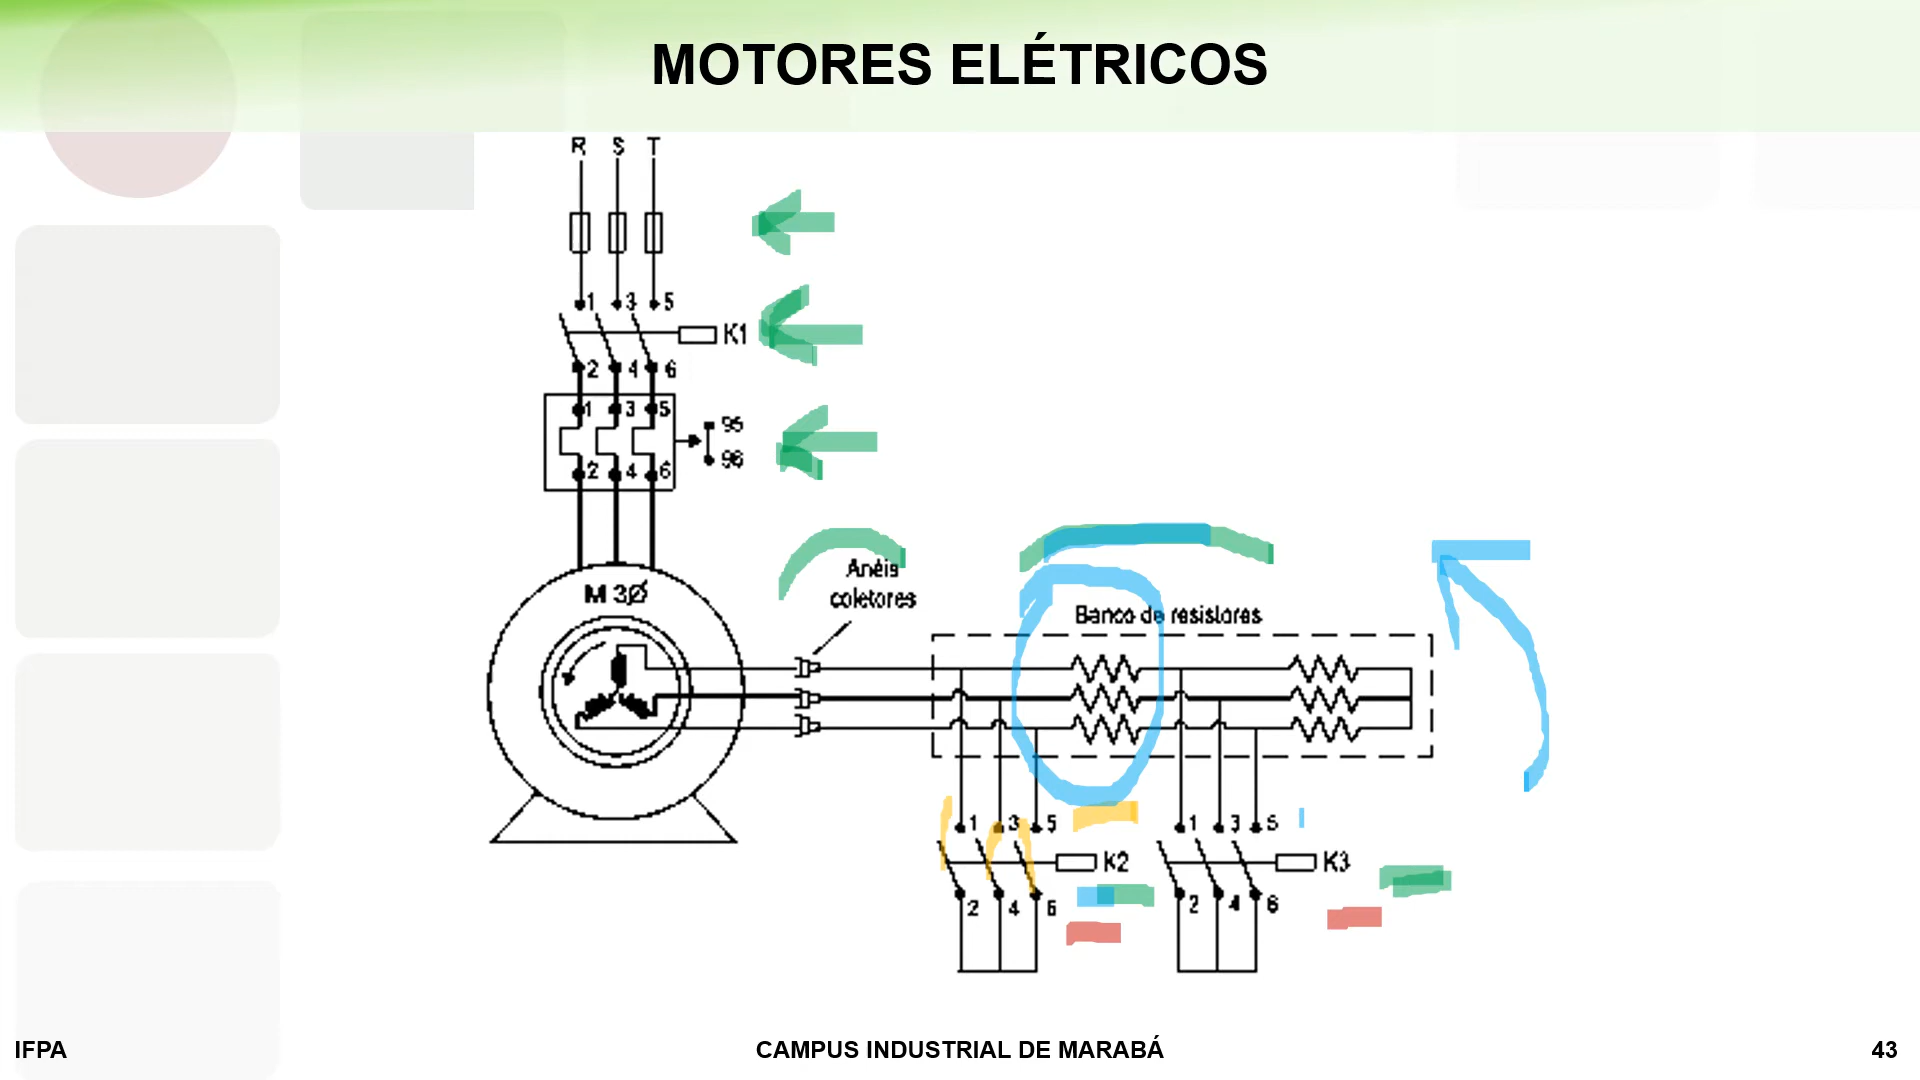 MOTORES ELÉTRICOS
R S T
1 3 5
K1
2 4 6
1 3 5
95
96
2 4 6
M 3Ø
Anéis
coletores
Banco de resistores
1 3 5
1 3 5
K2
K3
2 4 6
2 4 6
IFPA
CAMPUS INDUSTRIAL DE MARABÁ
43